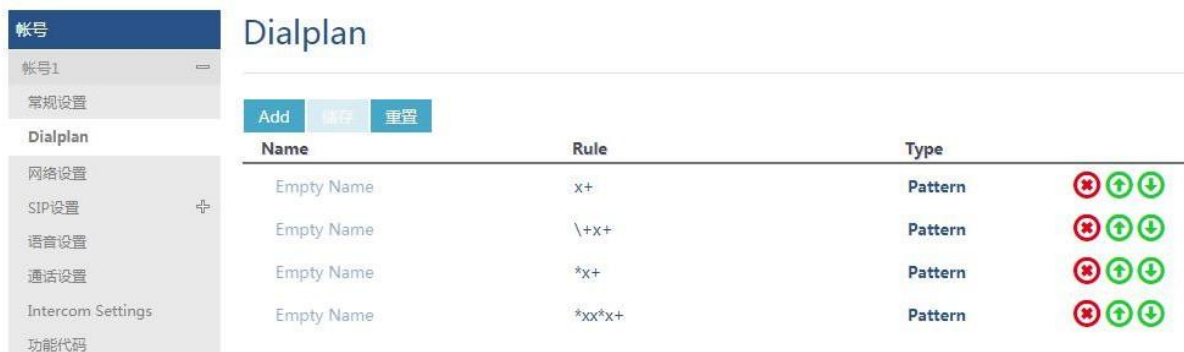 帐号
帐号1
常规设置
Dialplan
网络设置
SIP设置
语音设置
通话设置
Intercom Settings
功能代码
Dialplan
Add 储存 重置
Name Rule Type
Empty Name x+ Pattern
Empty Name \+x+ Pattern
Empty Name *x+ Pattern
Empty Name *xx*x+ Pattern